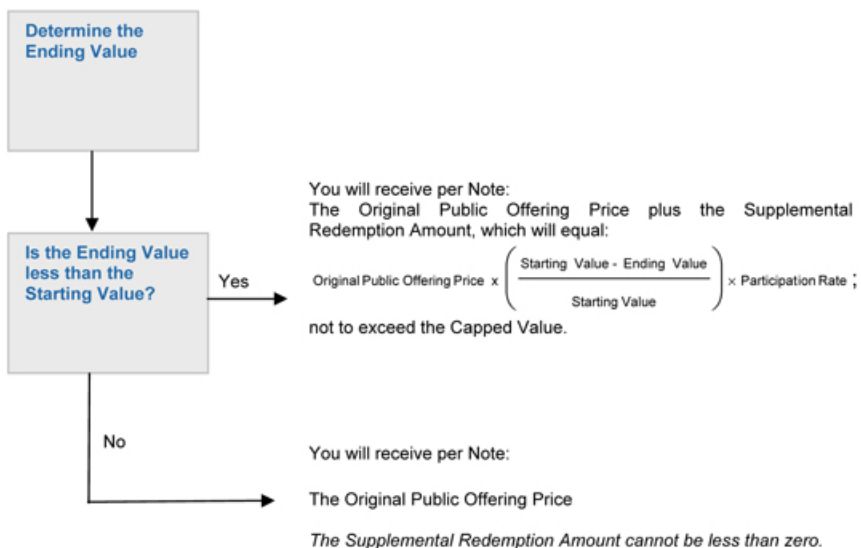 Determine the
Ending Value
You will receive per Note:
The Original Public Offering Price plus the Supplemental
Redemption Amount, which will equal:
Is the Ending Value
less than the
Starting Value?
Yes
Original Public Offering Price x ( Starting Value - Ending Value
Starting Value ) × Participation Rate ;
not to exceed the Capped Value.
No
You will receive per Note:
The Original Public Offering Price
The Supplemental Redemption Amount cannot be less than zero.